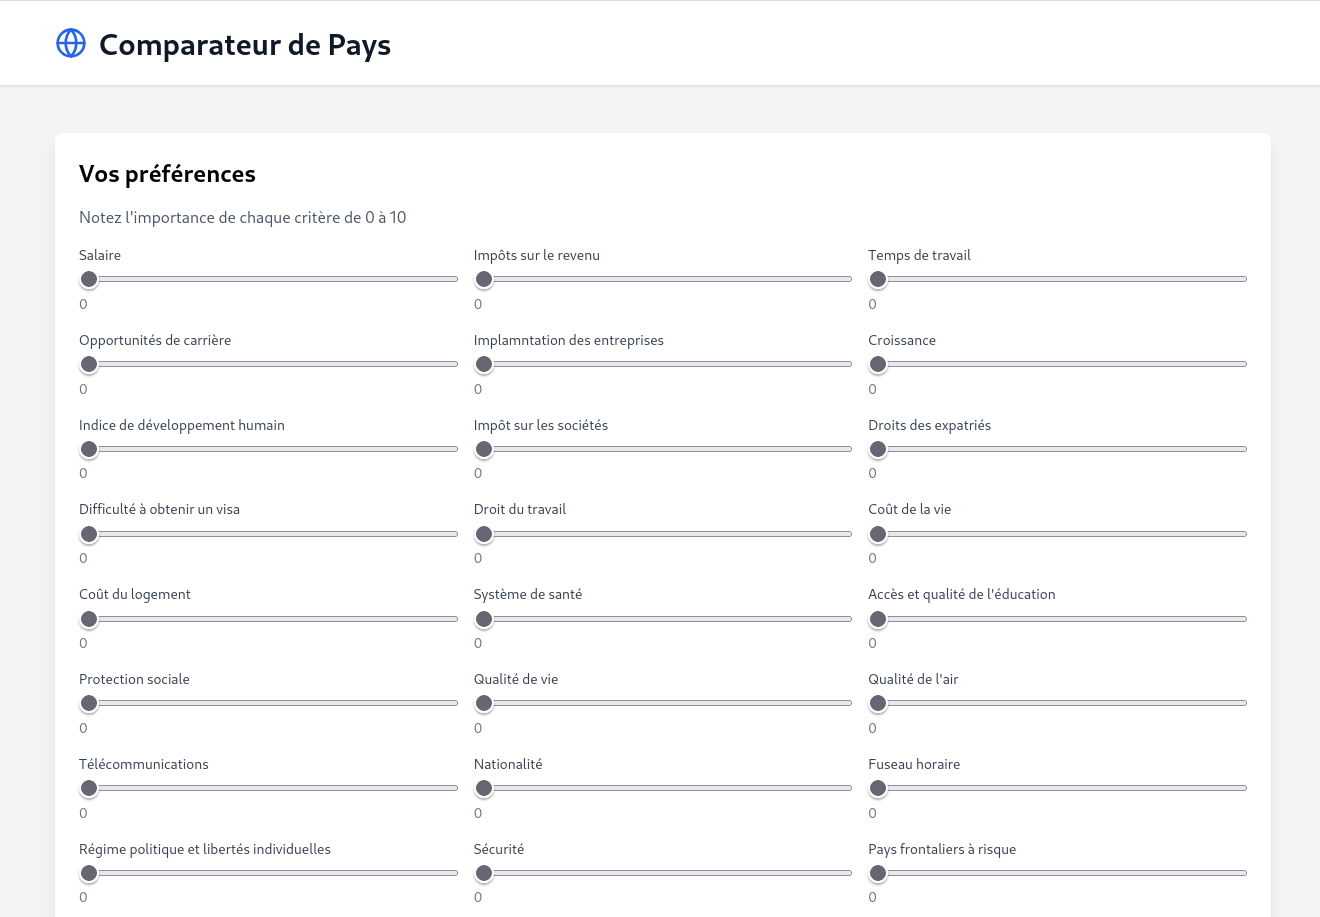 Comparateur de Pays
Vos préférences
Notez l'importance de chaque critère de 0 à 10
Salaire Impôts sur le revenu Temps de travail
0 0 0
Opportunités de carrière Implamntation des entreprises Croissance
0 0 0
Indice de développement humain Impôt sur les sociétés Droits des expatriés
0 0 0
Difficulté à obtenir un visa Droit du travail Coût de la vie
0 0 0
Coût du logement Système de santé Accès et qualité de l'éducation
0 0 0
Protection sociale Qualité de vie Qualité de l'air
0 0 0
Télécommunications Nationalité Fuseau horaire
0 0 0
Régime politique et libertés individuelles Sécurité Pays frontaliers à risque
0 0 0